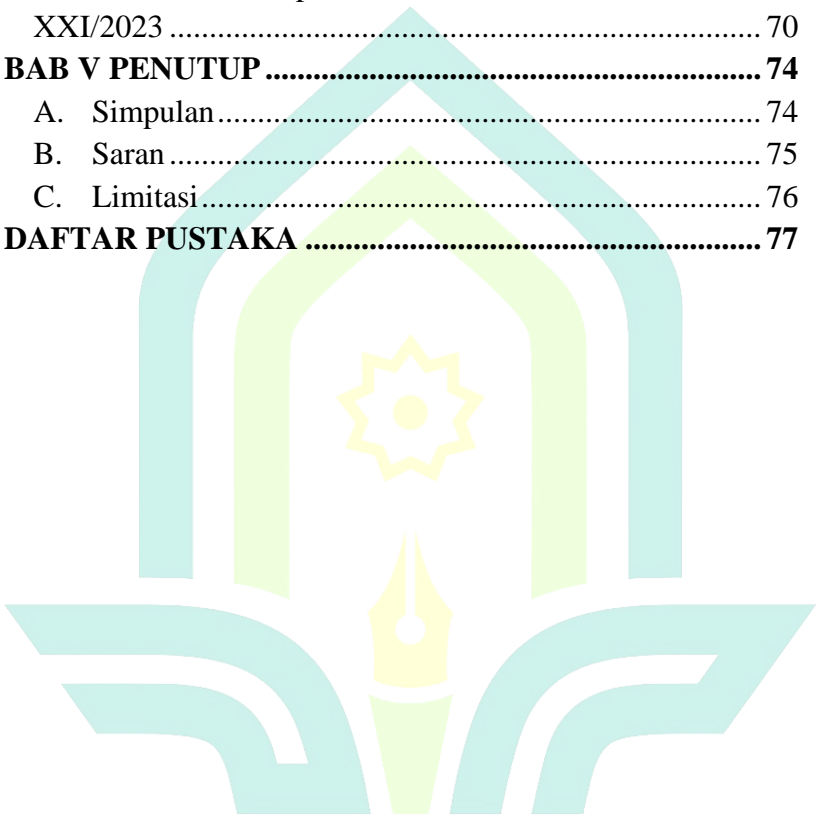 XXI/2023 ........................................................................ 70
BAB V PENUTUP ............................................................ 74
A. Simpulan .................................................................. 74
B. Saran ........................................................................ 75
C. Limitasi .................................................................... 76
DAFTAR PUSTAKA ....................................................... 77